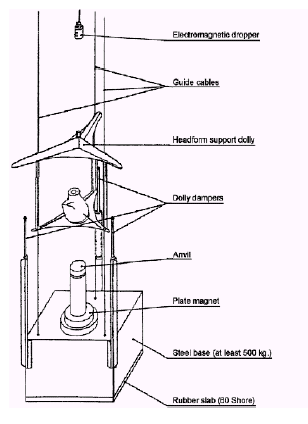 Electromagnetic dropper
Guide cables
Headform support dolly
Dolly dampers
Anvil
Plate magnet
Steel base (at least 500 kg.)
Rubber slab (60 Shore)